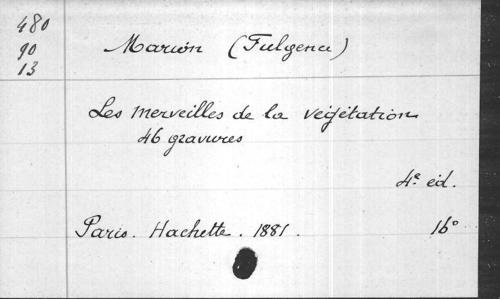 480
90
13
Marion (Fulgence)
Les merveilles de la végétation
46 gravures
4e éd.
Paris. Hachette. 1881. 16°